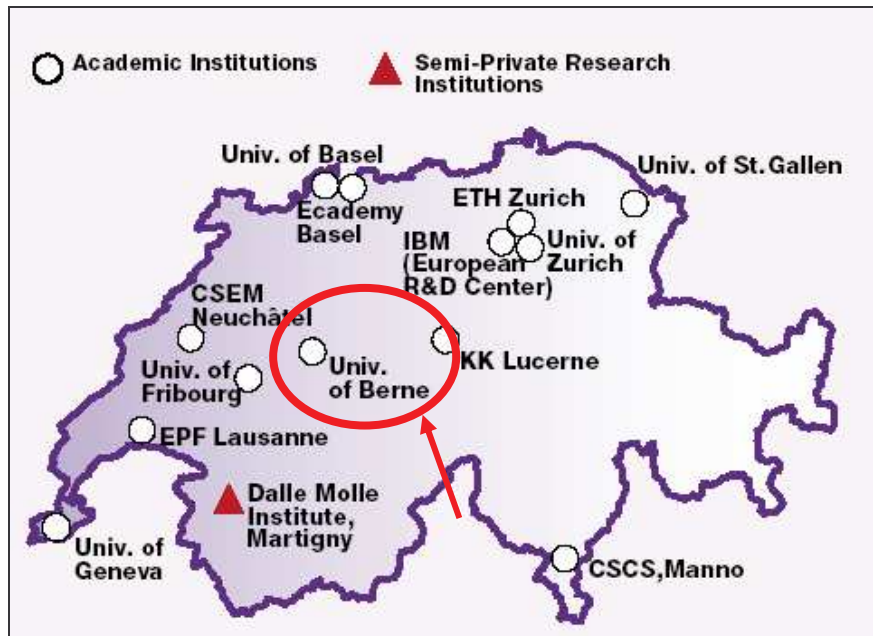 Academic Institutions
Semi-Private Research
Institutions
Univ. of Basel
Ecademy
Basel
ETH Zurich
Univ. of St.Gallen
IBM
(European
R&D Center)
Univ. of
Zurich
CSEM
Neuchâtel
Univ. of
Fribourg
Univ.
of Berne
KK Lucerne
EPF Lausanne
Dalle Molle
Institute,
Martigny
Univ. of
Geneva
CSCS,Manno